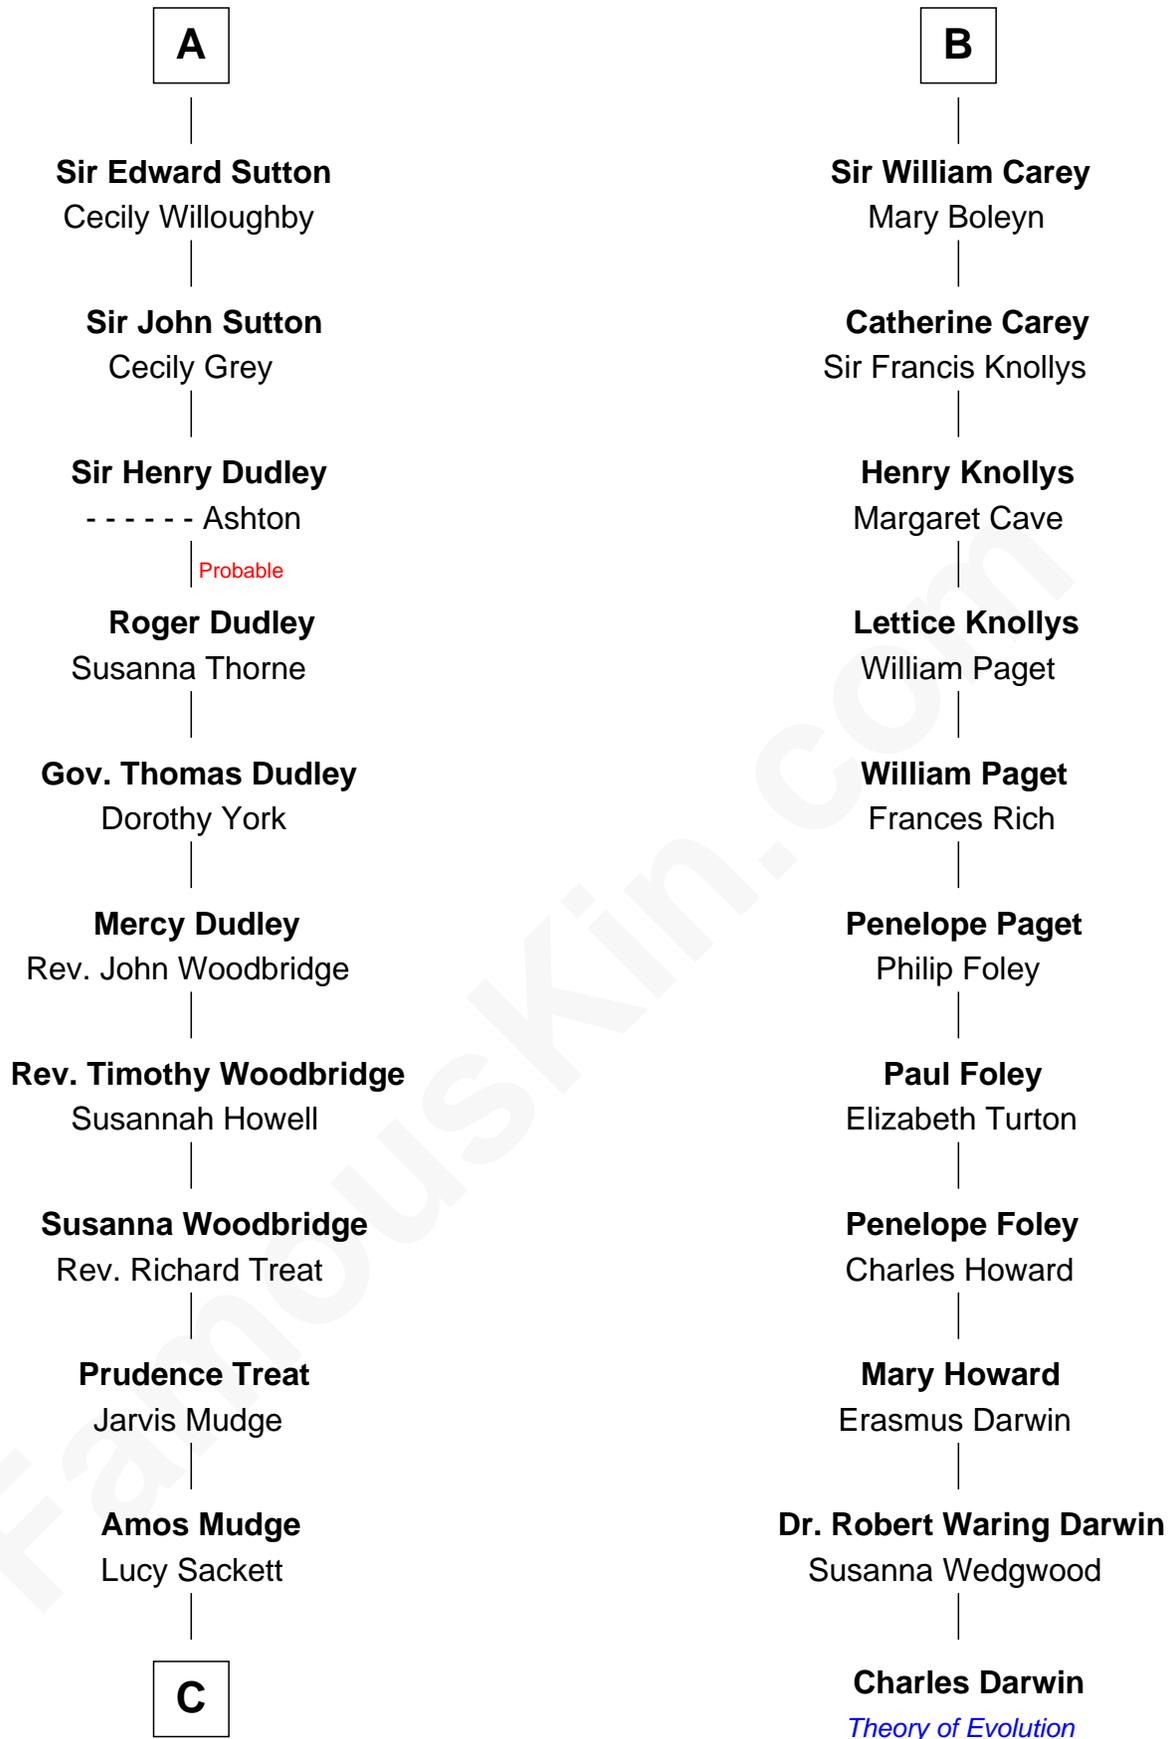 A
Sir Edward Sutton
Cecily Willoughby
Sir John Sutton
Cecily Grey
Sir Henry Dudley
- - - - - - Ashton
Probable
Roger Dudley
Susanna Thorne
Gov. Thomas Dudley
Dorothy York
Mercy Dudley
Rev. John Woodbridge
Rev. Timothy Woodbridge
Susannah Howell
Susanna Woodbridge
Rev. Richard Treat
Prudence Treat
Jarvis Mudge
Amos Mudge
Lucy Sackett
C
B
Sir William Carey
Mary Boleyn
Catherine Carey
Sir Francis Knollys
Henry Knollys
Margaret Cave
Lettice Knollys
William Paget
William Paget
Frances Rich
Penelope Paget
Philip Foley
Paul Foley
Elizabeth Turton
Penelope Foley
Charles Howard
Mary Howard
Erasmus Darwin
Dr. Robert Waring Darwin
Susanna Wedgwood
Charles Darwin
Theory of Evolution
FamousKin.com